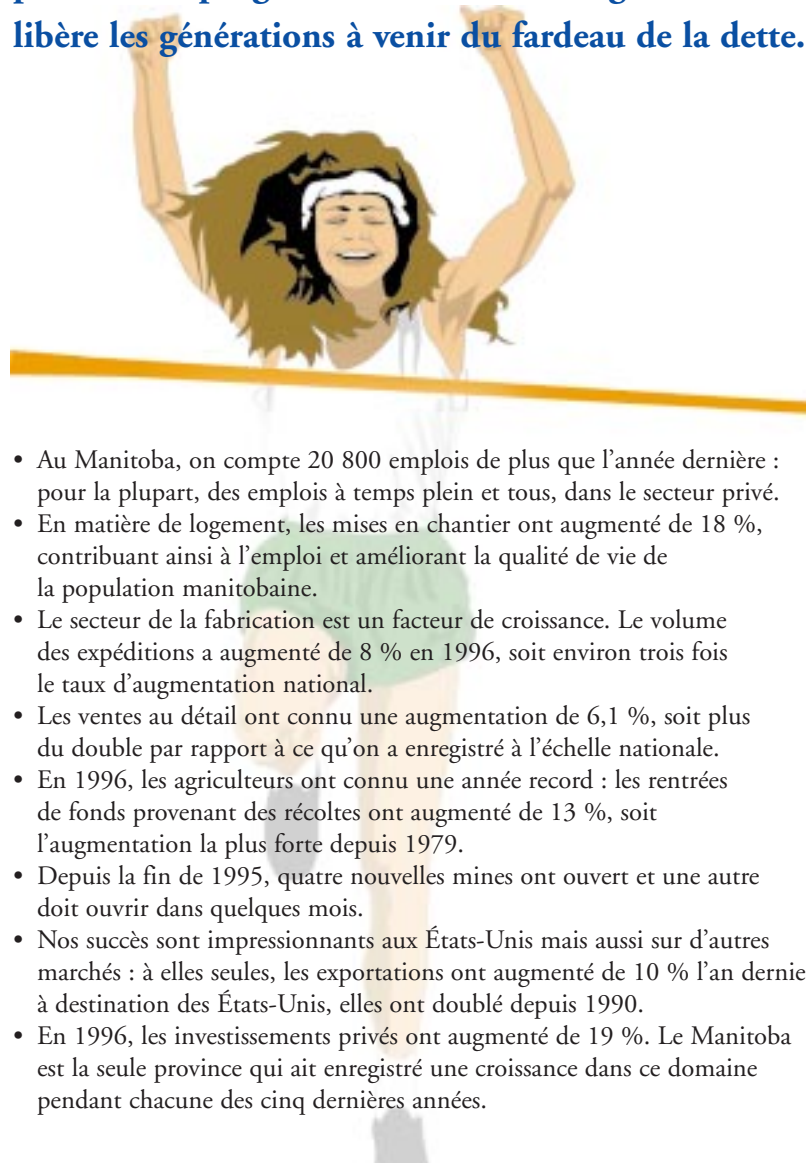 libère les générations à venir du fardeau de la dette.
• Au Manitoba, on compte 20 800 emplois de plus que l'année dernière :
pour la plupart, des emplois à temps plein et tous, dans le secteur privé.
• En matière de logement, les mises en chantier ont augmenté de 18 %,
contribuant ainsi à l'emploi et améliorant la qualité de vie de
la population manitobaine.
• Le secteur de la fabrication est un facteur de croissance. Le volume
des expéditions a augmenté de 8 % en 1996, soit environ trois fois
le taux d'augmentation national.
• Les ventes au détail ont connu une augmentation de 6,1 %, soit plus
du double par rapport à ce qu'on a enregistré à l'échelle nationale.
• En 1996, les agriculteurs ont connu une année record : les rentrées
de fonds provenant des récoltes ont augmenté de 13 %, soit
l'augmentation la plus forte depuis 1979.
• Depuis la fin de 1995, quatre nouvelles mines ont ouvert et une autre
doit ouvrir dans quelques mois.
• Nos succès sont impressionnants aux États-Unis mais aussi sur d'autres
marchés : à elles seules, les exportations ont augmenté de 10 % l'an dernie
à destination des États-Unis, elles ont doublé depuis 1990.
• En 1996, les investissements privés ont augmenté de 19 %. Le Manitoba
est la seule province qui ait enregistré une croissance dans ce domaine
pendant chacune des cinq dernières années.